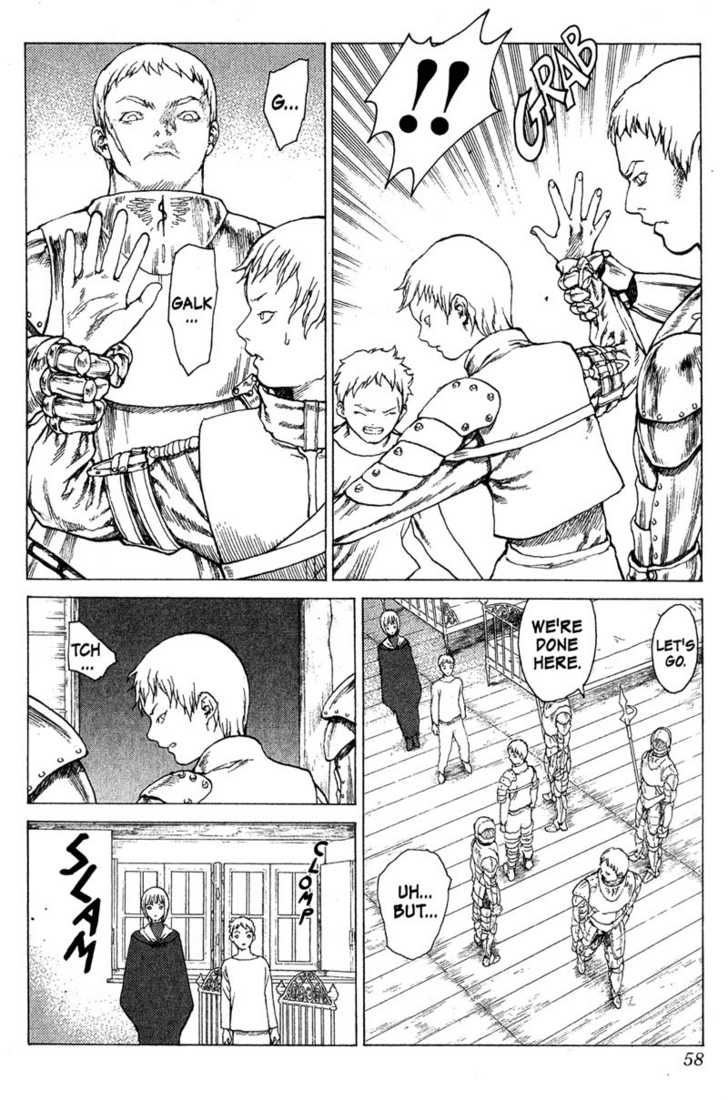 !!
GRAB
G...
GALK
...
LET'S
GO.
WE'RE
DONE
HERE.
UH...
BUT...
TCH
...
CLOMP
SLAM
58